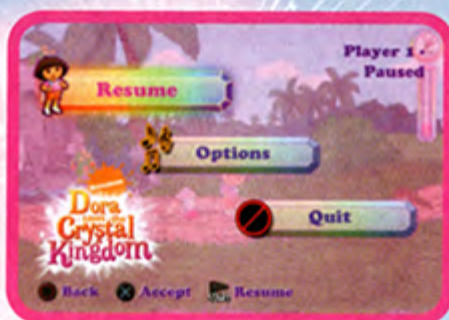 Player 1 -
Paused
Resume
Options
Quit
Dora
Crystal
Kingdom
Back
Accept
Resume